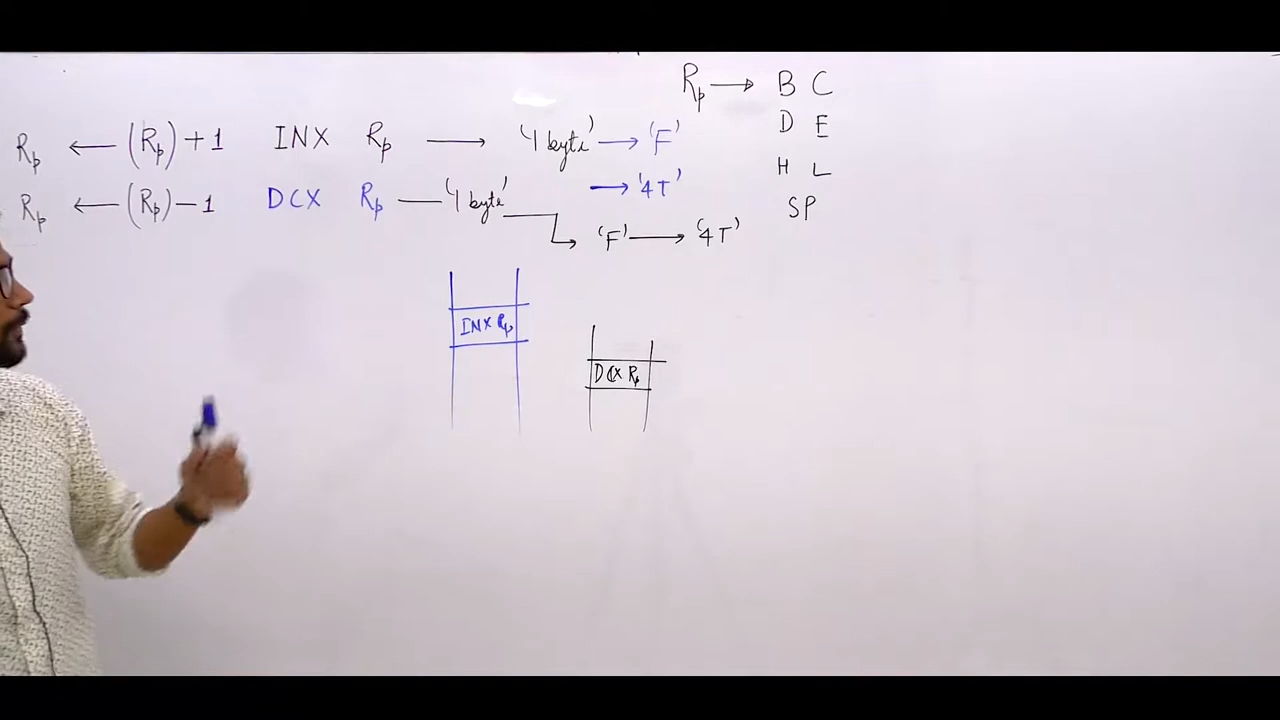 Rp → B C
Rp ← (Rp) + 1 INX Rp → '1 byte' → 'F'
D E
→ '4T'
H L
Rp ← (Rp) − 1 DCX Rp — '1 byte'
SP
'F' → '4T'
INX Rp
DCX Rp